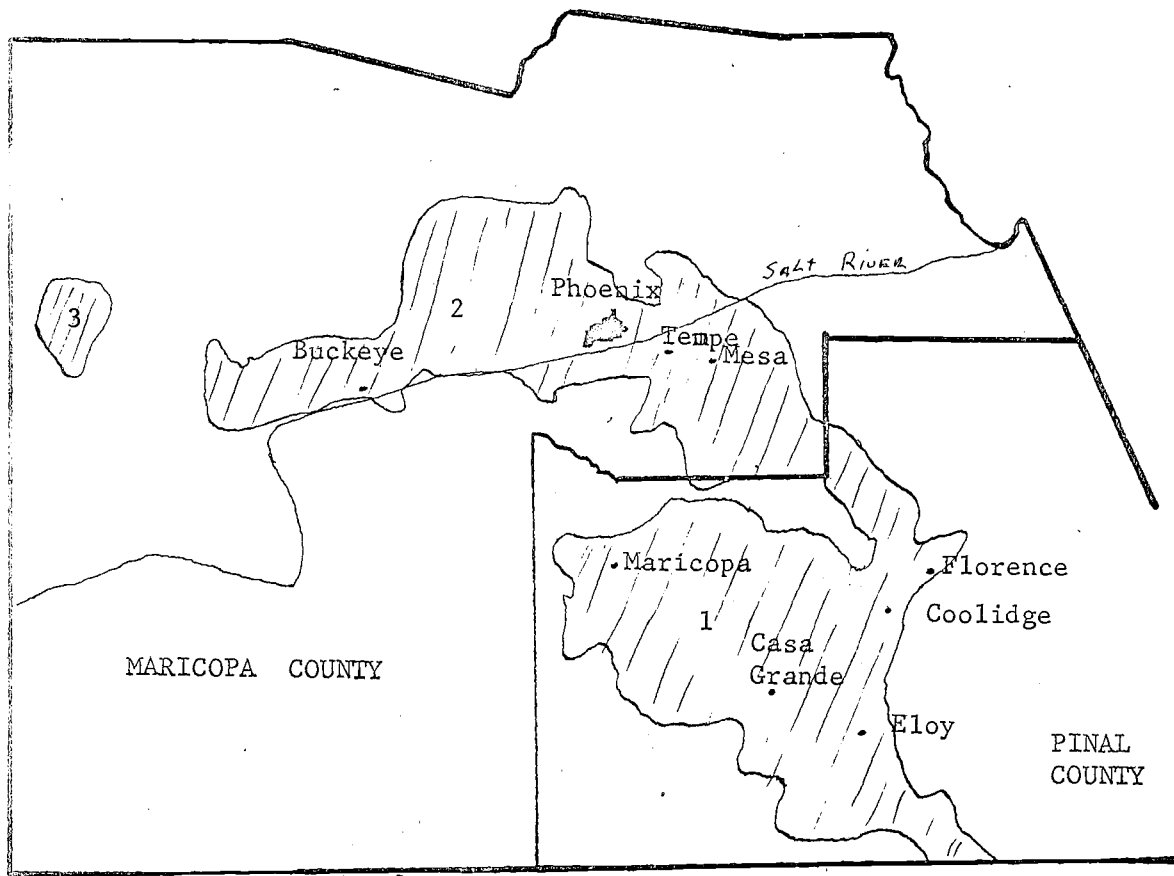 SALT RIVER
Phoenix
2
3
Tempe
Buckeye
Mesa
Maricopa
Florence
1
Coolidge
Casa
Grande
MARICOPA COUNTY
Eloy
PINAL
COUNTY